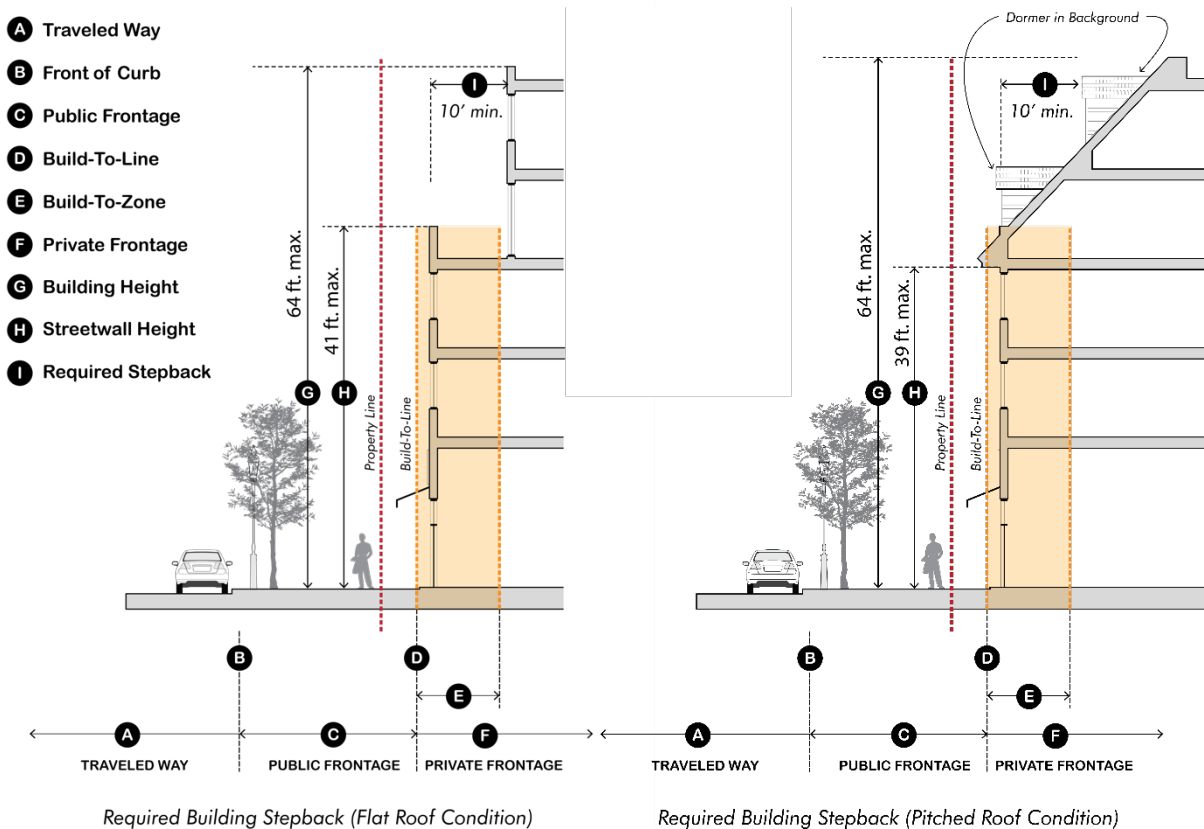 A Traveled Way
B Front of Curb
C Public Frontage
D Build-To-Line
E Build-To-Zone
F Private Frontage
G Building Height
H Streetwall Height
I Required Stepback
I
10' min.
64 ft. max.
41 ft. max.
G
H
Property Line
Build-To-Line
B
D
E
A
C
F
TRAVELED WAY
PUBLIC FRONTAGE
PRIVATE FRONTAGE
Required Building Stepback (Flat Roof Condition)
Dormer in Background
I
10' min.
64 ft. max.
39 ft. max.
G
H
Property Line
Build-To-Line
B
D
E
A
C
F
TRAVELED WAY
PUBLIC FRONTAGE
PRIVATE FRONTAGE
Required Building Stepback (Pitched Roof Condition)